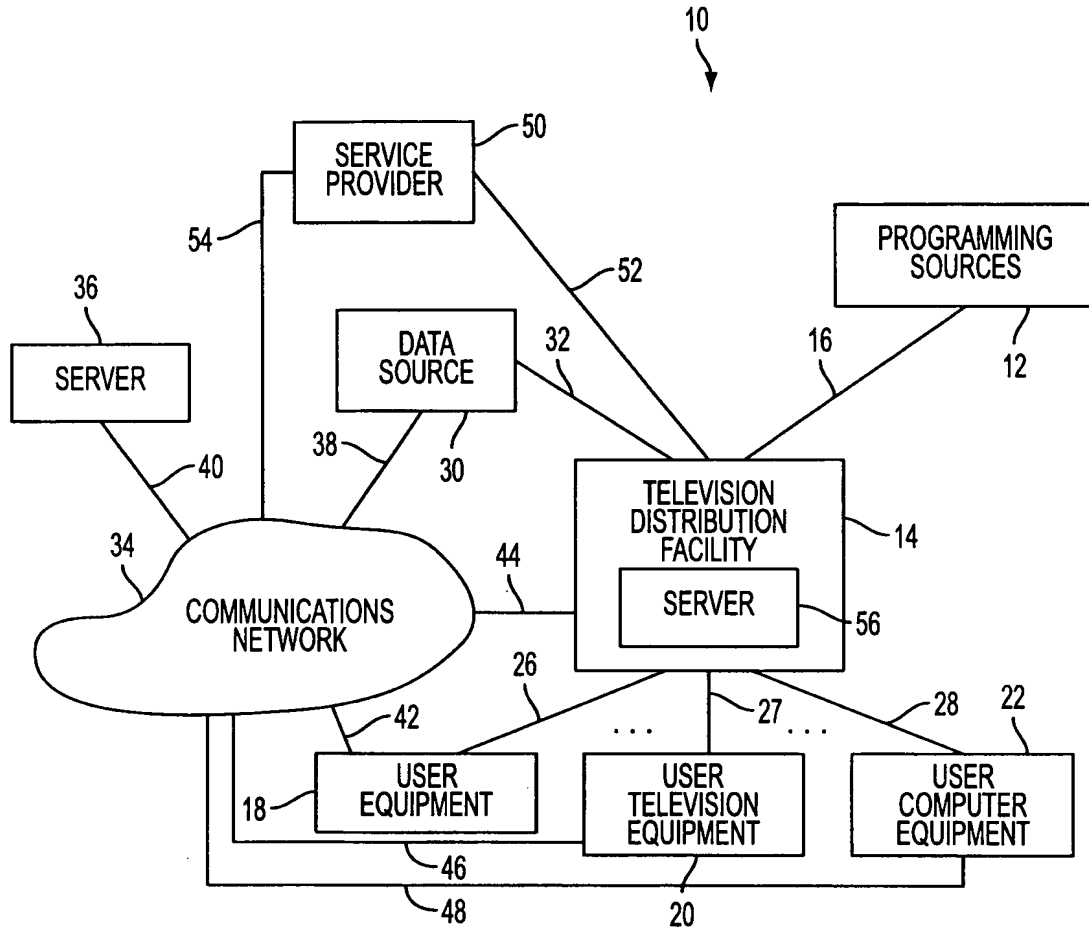 10
SERVICE
PROVIDER
50
54
52
PROGRAMMING
SOURCES
12
16
36
SERVER
40
DATA
SOURCE
30
32
38
34
COMMUNICATIONS
NETWORK
44
TELEVISION
DISTRIBUTION
FACILITY
14
SERVER
56
26
27
28
22
42
. . .
. . .
18
USER
EQUIPMENT
USER
TELEVISION
EQUIPMENT
USER
COMPUTER
EQUIPMENT
46
20
48